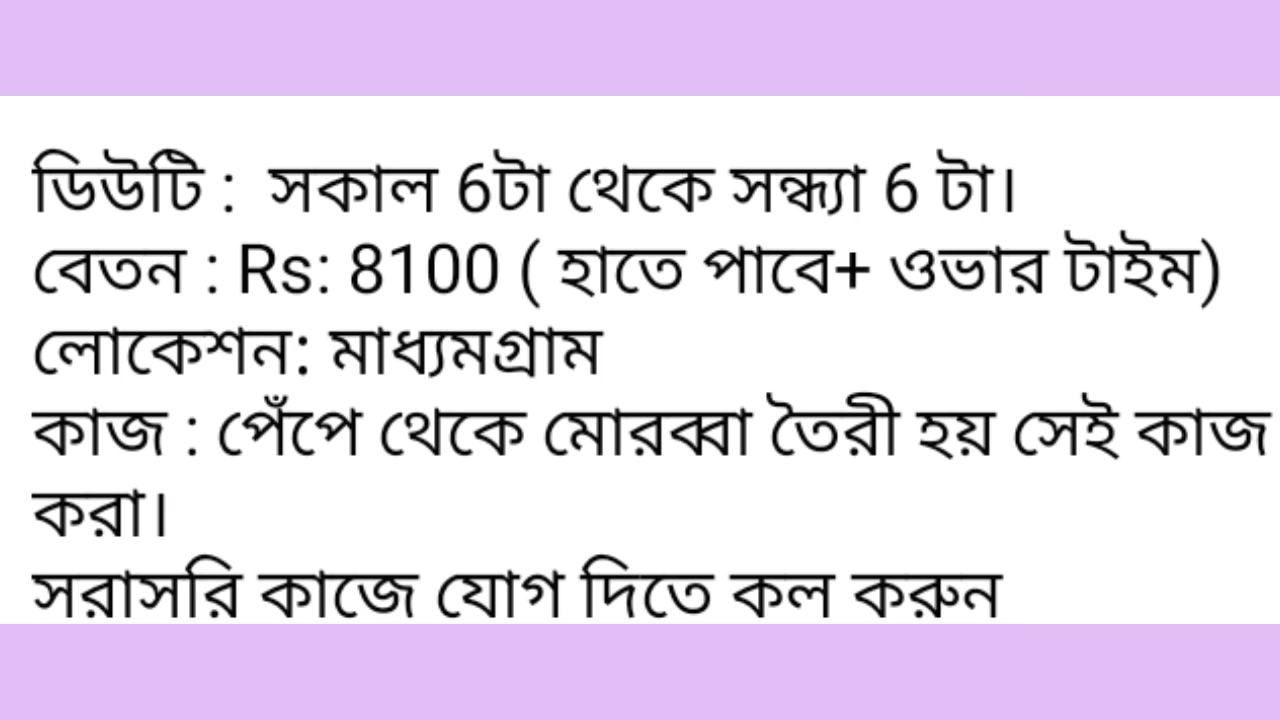 ডিউটি :  সকাল 6টা থেকে সন্ধ্যা 6 টা।
বেতন : Rs: 8100 ( হাতে পাবে+ ওভার টাইম)
লোকেশন: মাধ্যমগ্রাম
কাজ : পেঁপে থেকে মোরব্বা তৈরী হয় সেই কাজ
করা।
সরাসরি কাজে যোগ দিতে কল করুন